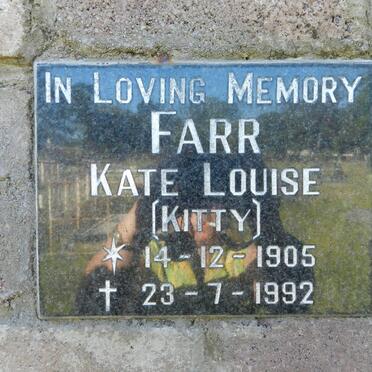 IN LOVING MEMORY
FARR
KATE LOUISE
(KITTY)
* 14-12-1905
† 23-7-1992